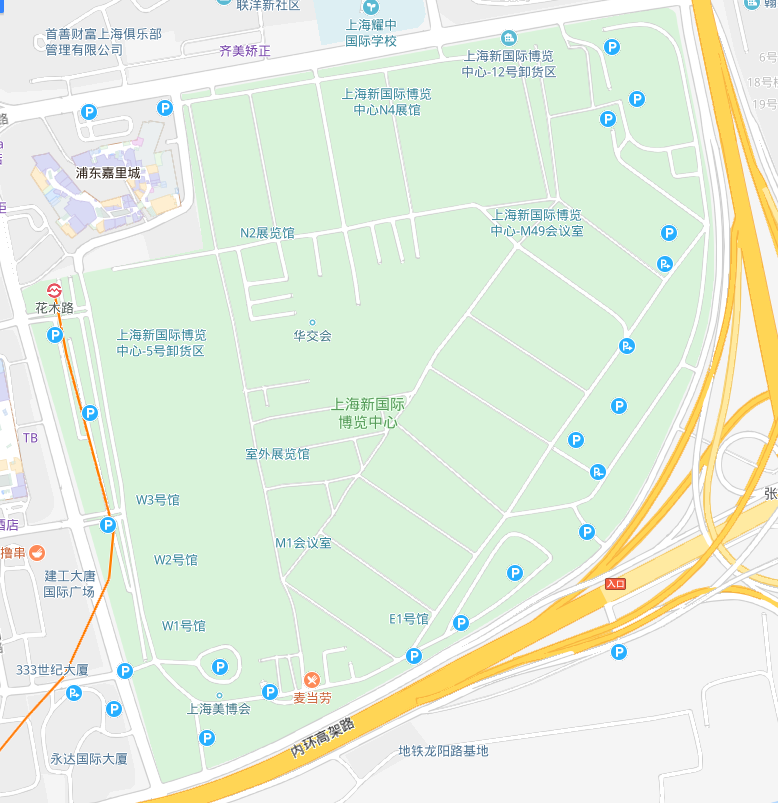 联洋新社区
首善财富上海俱乐部
管理有限公司
上海耀中
国际学校
齐美矫正
上海新国际博览
中心-12号卸货区
6号
18号
19号
上海新国际博览
中心N4展馆
P
P
P
P
P
路
浦东嘉里城
上海新国际博览
中心-M49会议室
N2展览馆
P
P
花木路
P
上海新国际博览
中心-5号卸货区
华交会
P
上海新国际
博览中心
P
P
P
TB
室外展览馆
P
张
W3号馆
酒店
P
P
M1会议室
撸串
W2号馆
建工大唐
国际广场
P
入口
E1号馆
W1号馆
P
P
P
333世纪大厦
P
P
P
P
麦当劳
P
上海美博会
P
内环高架路
永达国际大厦
地铁龙阳路基地